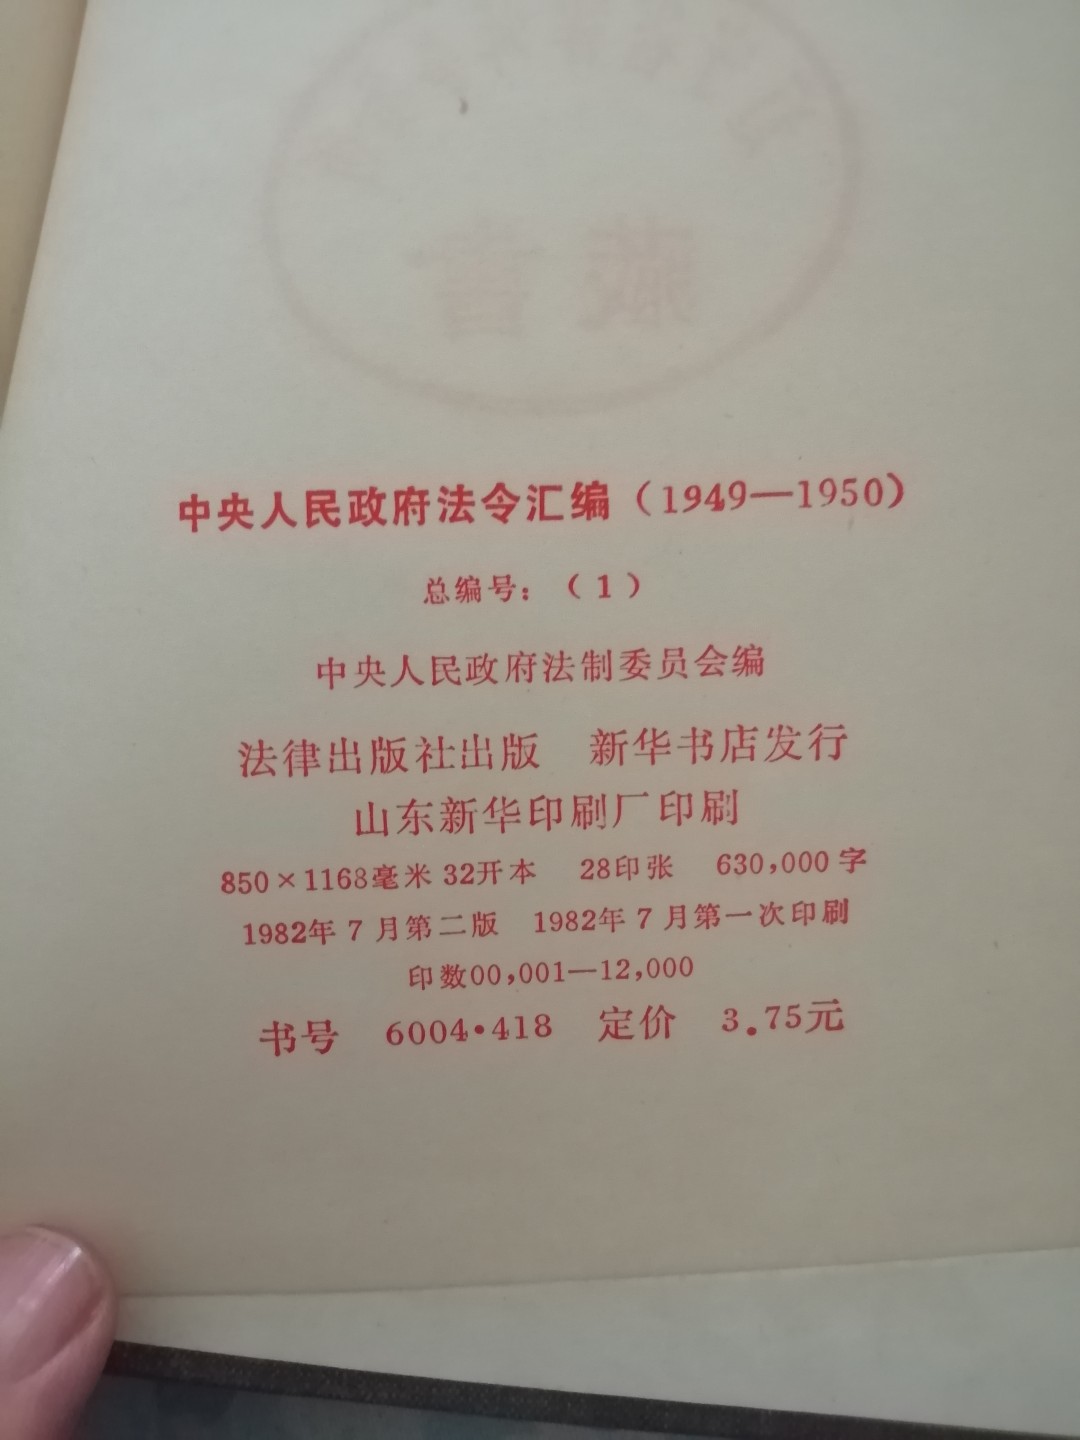 藏書
中央人民政府法令汇编（1949—1950）
总编号：（1）
中央人民政府法制委员会编
法律出版社出版 新华书店发行
山东新华印刷厂印刷
850×1168毫米 32开本 28印张 630,000字
1982年7月第二版 1982年7月第一次印刷
印数00,001—12,000
书号 6004·418 定价 3.75元